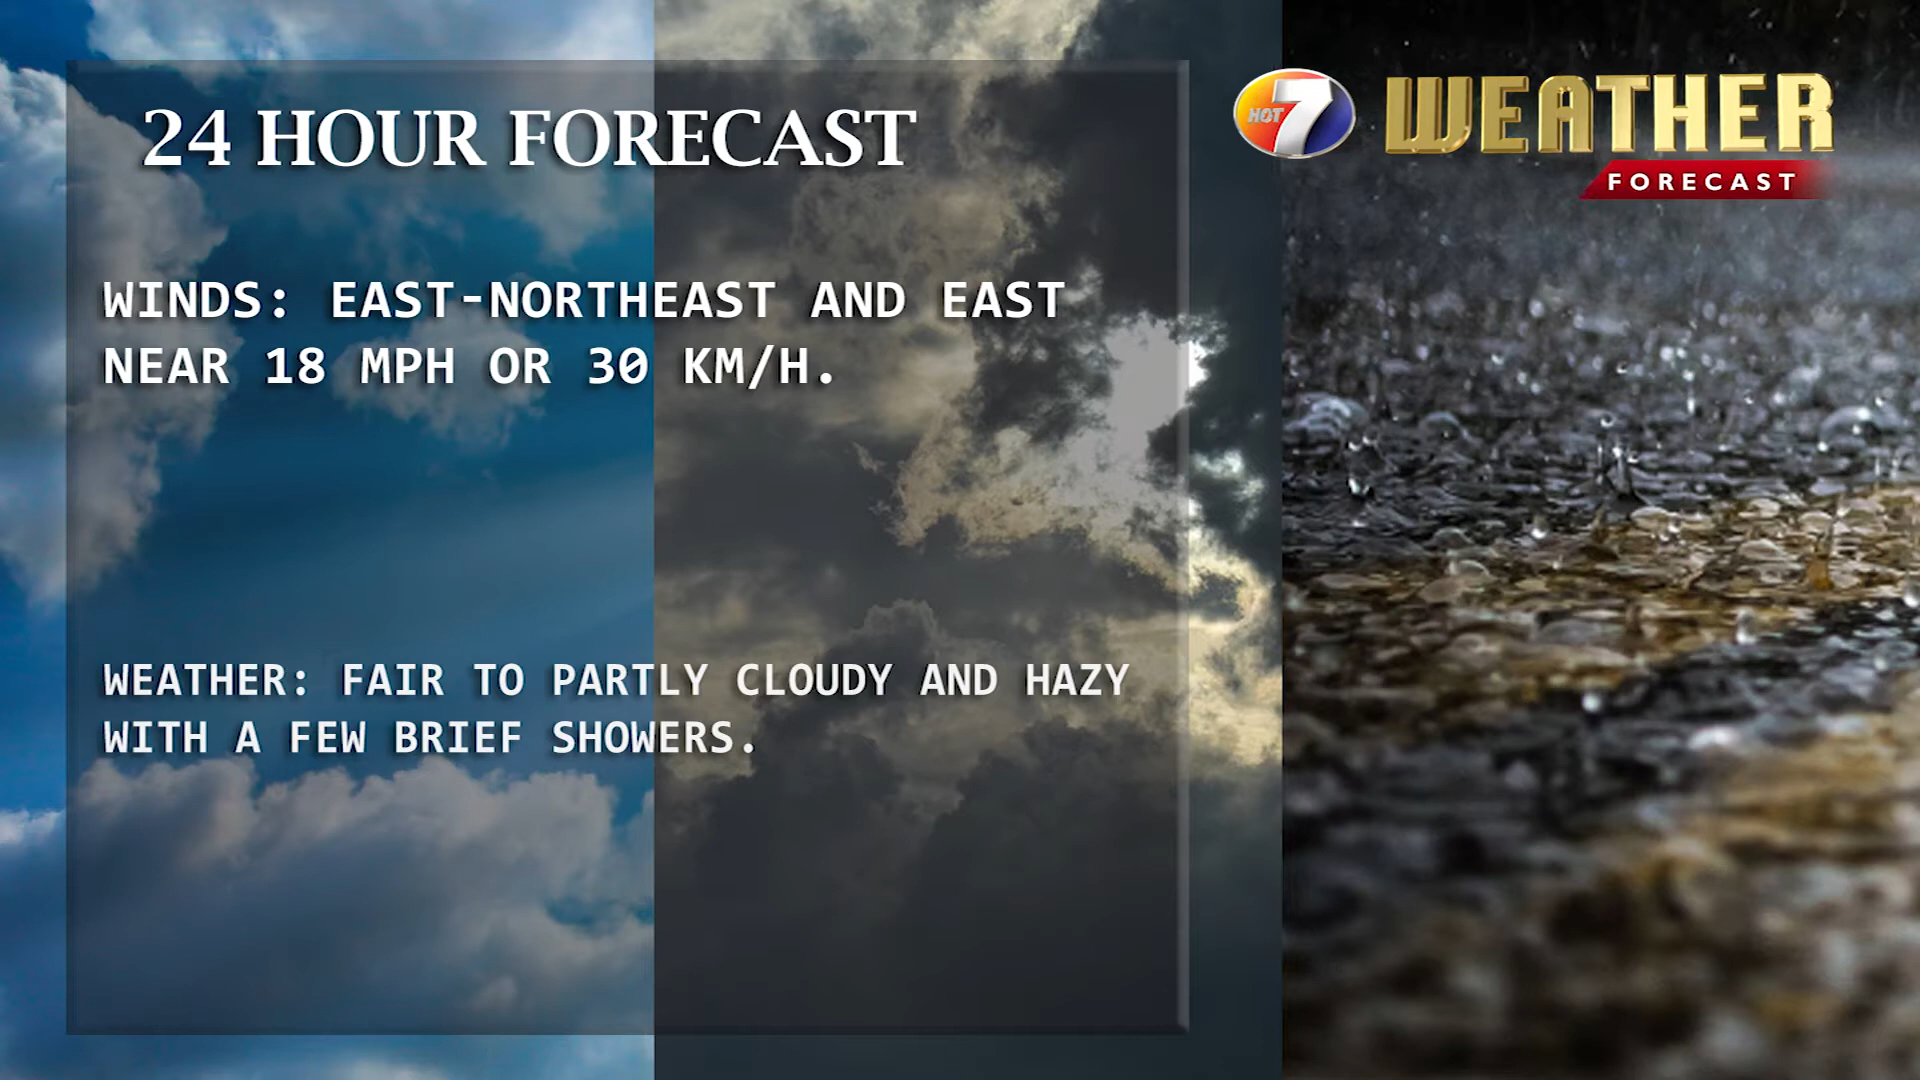 24 HOUR FORECAST
HOT 7 WEATHER
FORECAST
WINDS: EAST-NORTHEAST AND EAST
NEAR 18 MPH OR 30 KM/H.
WEATHER: FAIR TO PARTLY CLOUDY AND HAZY
WITH A FEW BRIEF SHOWERS.